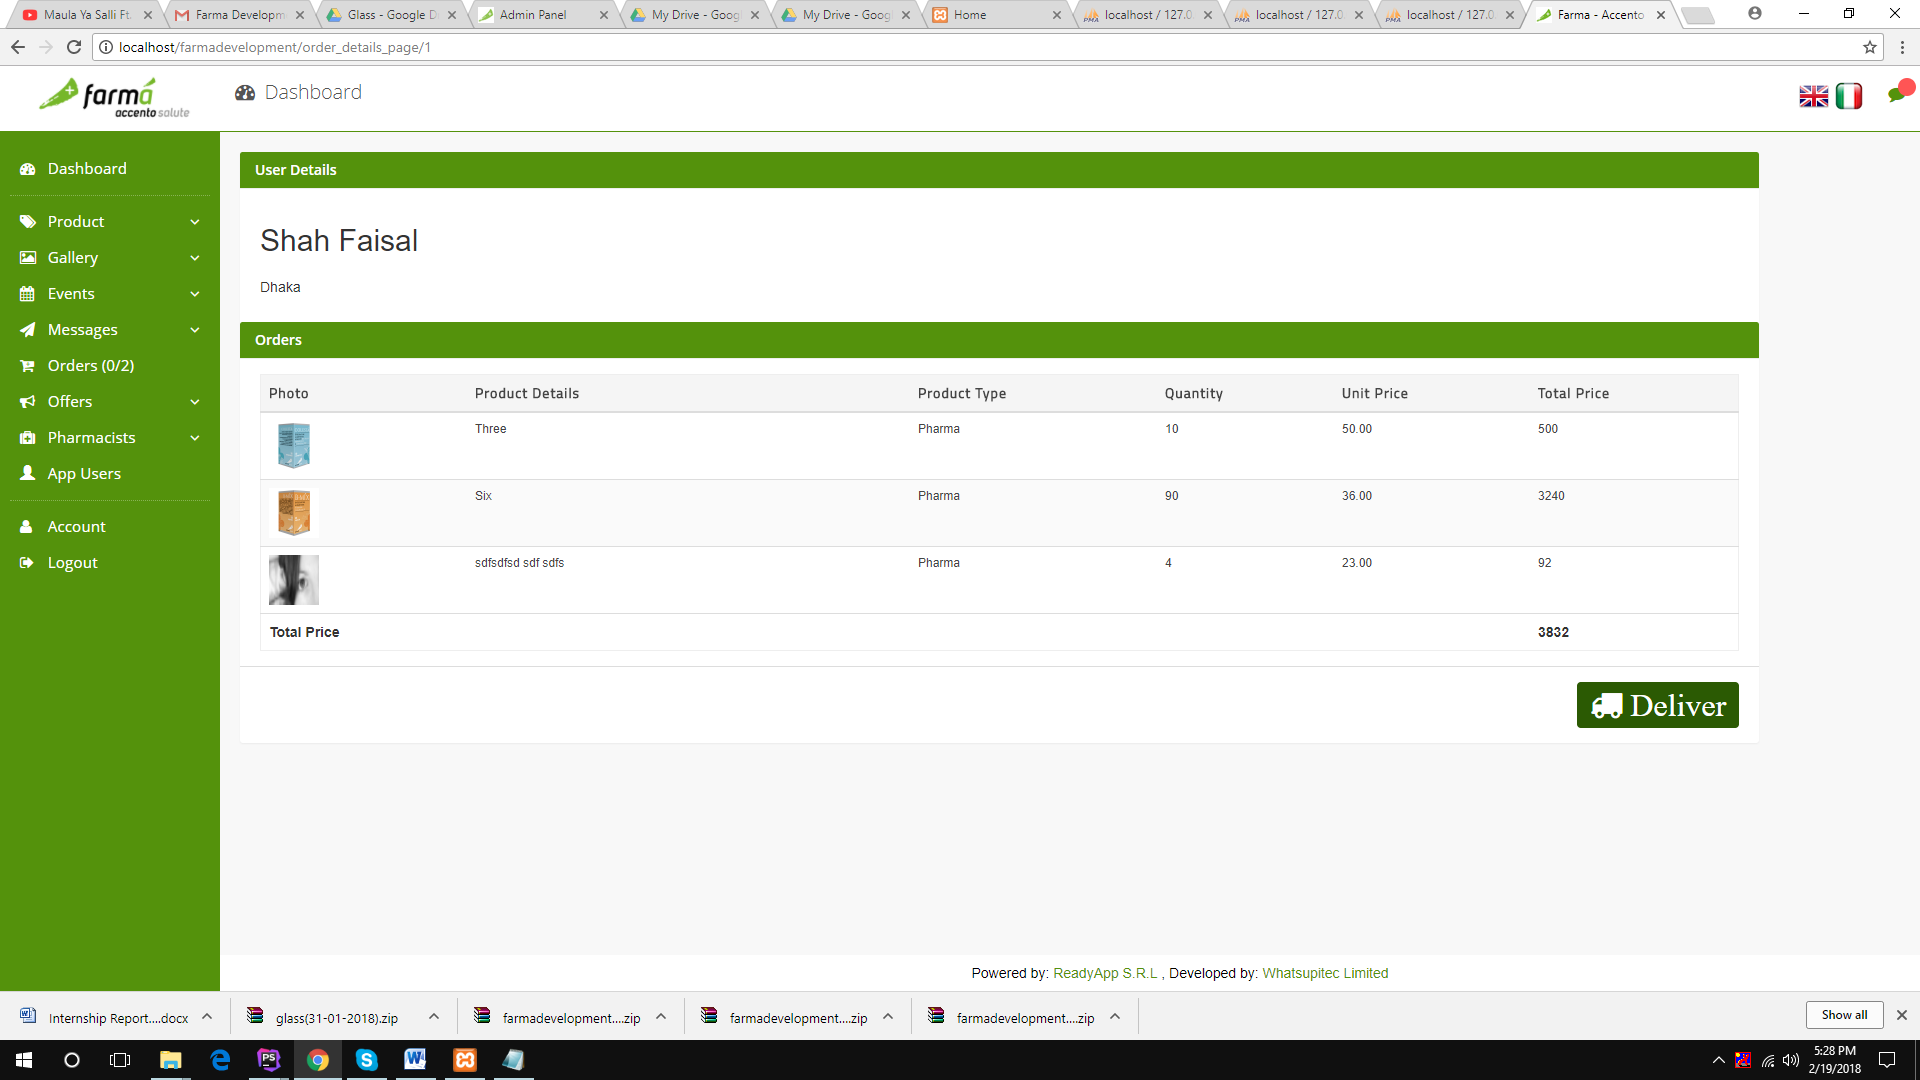 Maula Ya Salli Ft
Farma Developm
Glass - Google D
Admin Panel
My Drive - Goog
My Drive - Goog
Home
localhost / 127.0
localhost / 127.0
localhost / 127.0
Farma - Accento
localhost/farmadevelopment/order_details_page/1
farmá
accento salute
Dashboard
Dashboard
Product
Gallery
Events
Messages
Orders (0/2)
Offers
Pharmacists
App Users
Account
Logout
User Details
Shah Faisal
Dhaka
Orders
Photo Product Details Product Type Quantity Unit Price Total Price
Three Pharma 10 50.00 500
Six Pharma 90 36.00 3240
sdfsdfsd sdf sdfs Pharma 4 23.00 92
Total Price 3832
Deliver
Powered by: ReadyApp S.R.L , Developed by: Whatsupitec Limited
Internship Report....docx
glass(31-01-2018).zip
farmadevelopment....zip
farmadevelopment....zip
farmadevelopment....zip
Show all
5:28 PM
2/19/2018